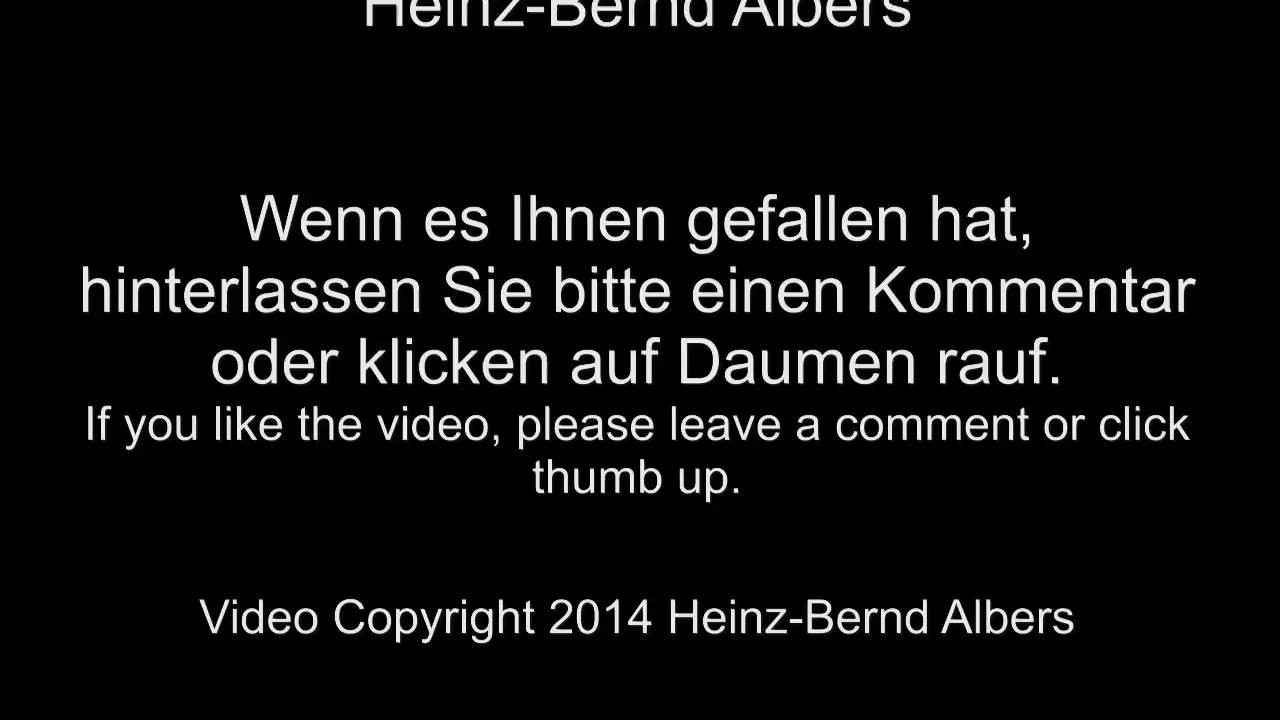 Heinz-Bernd Albers
Wenn es Ihnen gefallen hat,
hinterlassen Sie bitte einen Kommentar
oder klicken auf Daumen rauf.
If you like the video, please leave a comment or click
thumb up.
Video Copyright 2014 Heinz-Bernd Albers